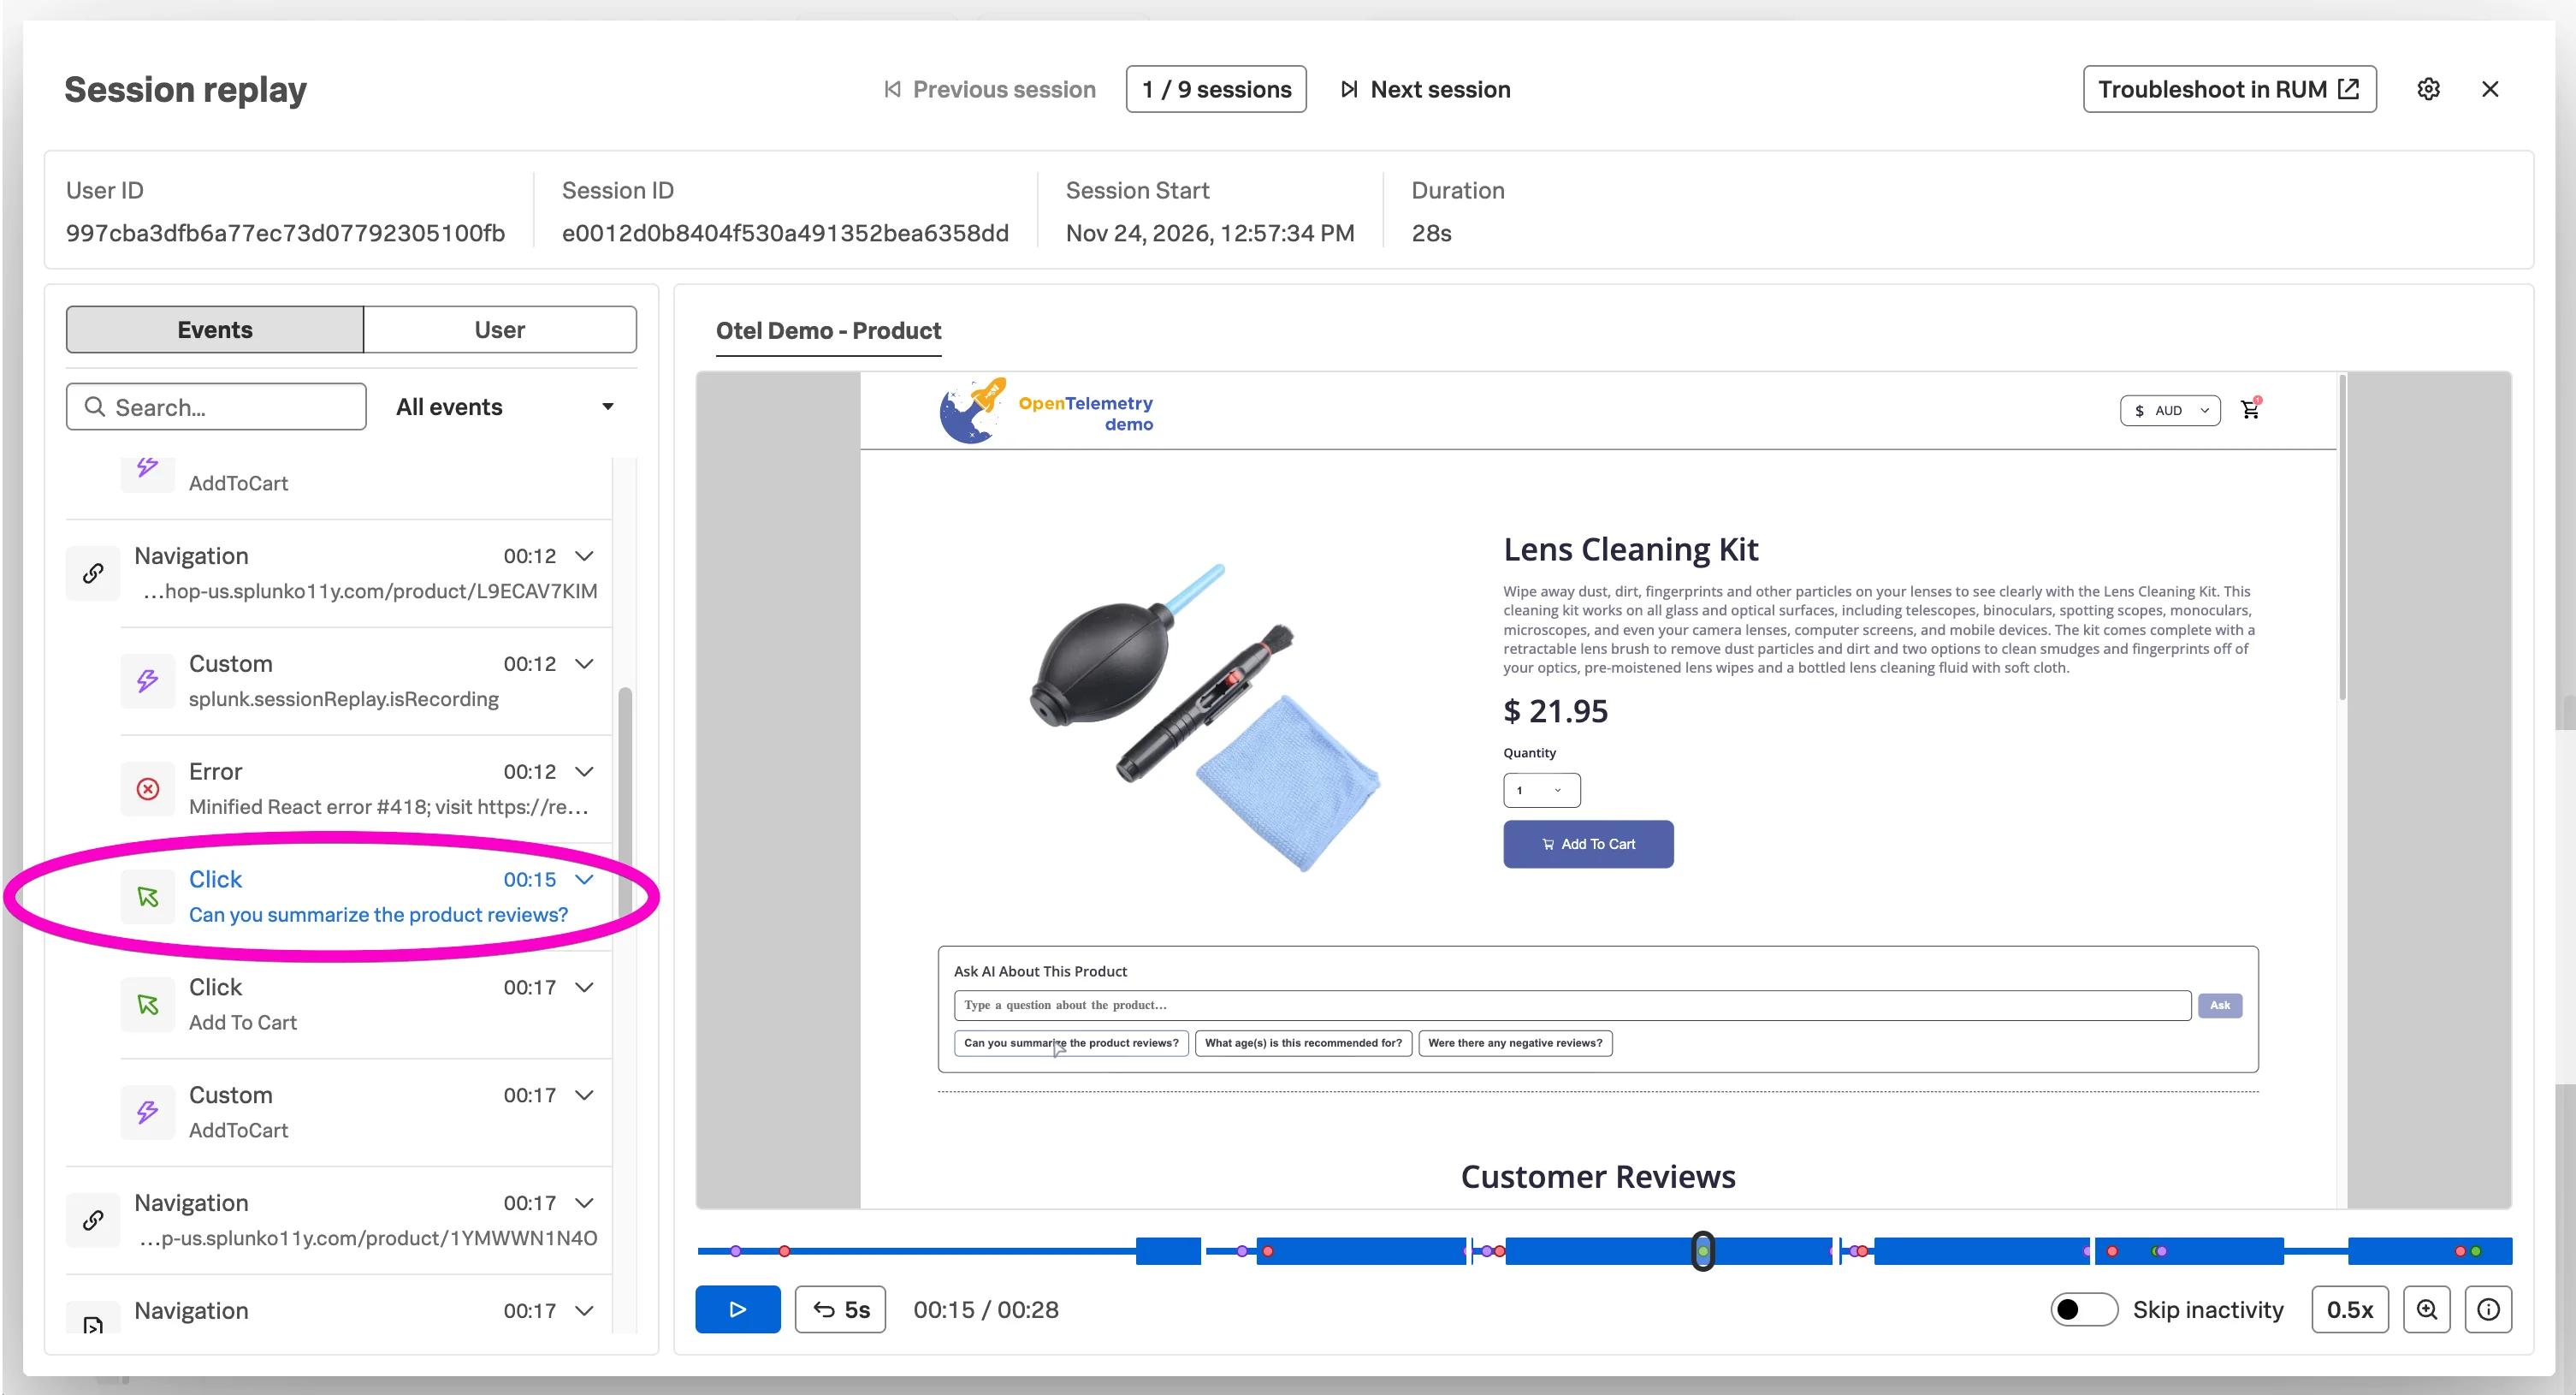 Session replay
Previous session
1 / 9 sessions
Next session
Troubleshoot in RUM
User ID
997cba3dfb6a77ec73d07792305100fb
Session ID
e0012d0b8404f530a491352bea6358dd
Session Start
Nov 24, 2026, 12:57:34 PM
Duration
28s
Events
User
Search...
All events
AddToCart
Navigation 00:12
...hop-us.splunko11y.com/product/L9ECAV7KIM
Custom 00:12
splunk.sessionReplay.isRecording
Error 00:12
Minified React error #418; visit https://re...
Click 00:15
Can you summarize the product reviews?
Click 00:17
Add To Cart
Custom 00:17
AddToCart
Navigation 00:17
...p-us.splunko11y.com/product/1YMWWN1N4O
Navigation 00:17
Otel Demo - Product
OpenTelemetry
demo
$ AUD
1
Lens Cleaning Kit
Wipe away dust, dirt, fingerprints and other particles on your lenses to see clearly with the Lens Cleaning Kit. This
cleaning kit works on all glass and optical surfaces, including telescopes, binoculars, spotting scopes, monoculars,
microscopes, and even your camera lenses, computer screens, and mobile devices. The kit comes complete with a
retractable lens brush to remove dust particles and dirt and two options to clean smudges and fingerprints off of
your optics, pre-moistened lens wipes and a bottled lens cleaning fluid with soft cloth.
$ 21.95
Quantity
1
Add To Cart
Ask AI About This Product
Type a question about the product...
Ask
Can you summarize the product reviews?
What age(s) is this recommended for?
Were there any negative reviews?
Customer Reviews
5s
00:15 / 00:28
Skip inactivity
0.5x